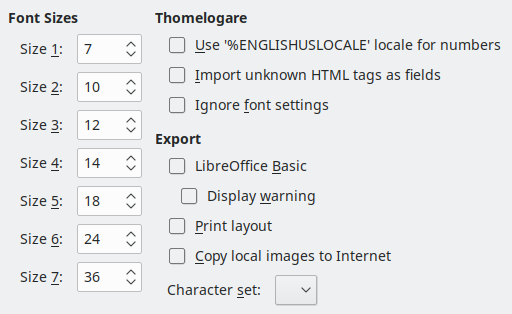 Font Sizes
Size 1: 7
Size 2: 10
Size 3: 12
Size 4: 14
Size 5: 18
Size 6: 24
Size 7: 36
Thomelogare
Use '%ENGLISHUSLOCALE' locale for numbers
Import unknown HTML tags as fields
Ignore font settings
Export
LibreOffice Basic
Display warning
Print layout
Copy local images to Internet
Character set: